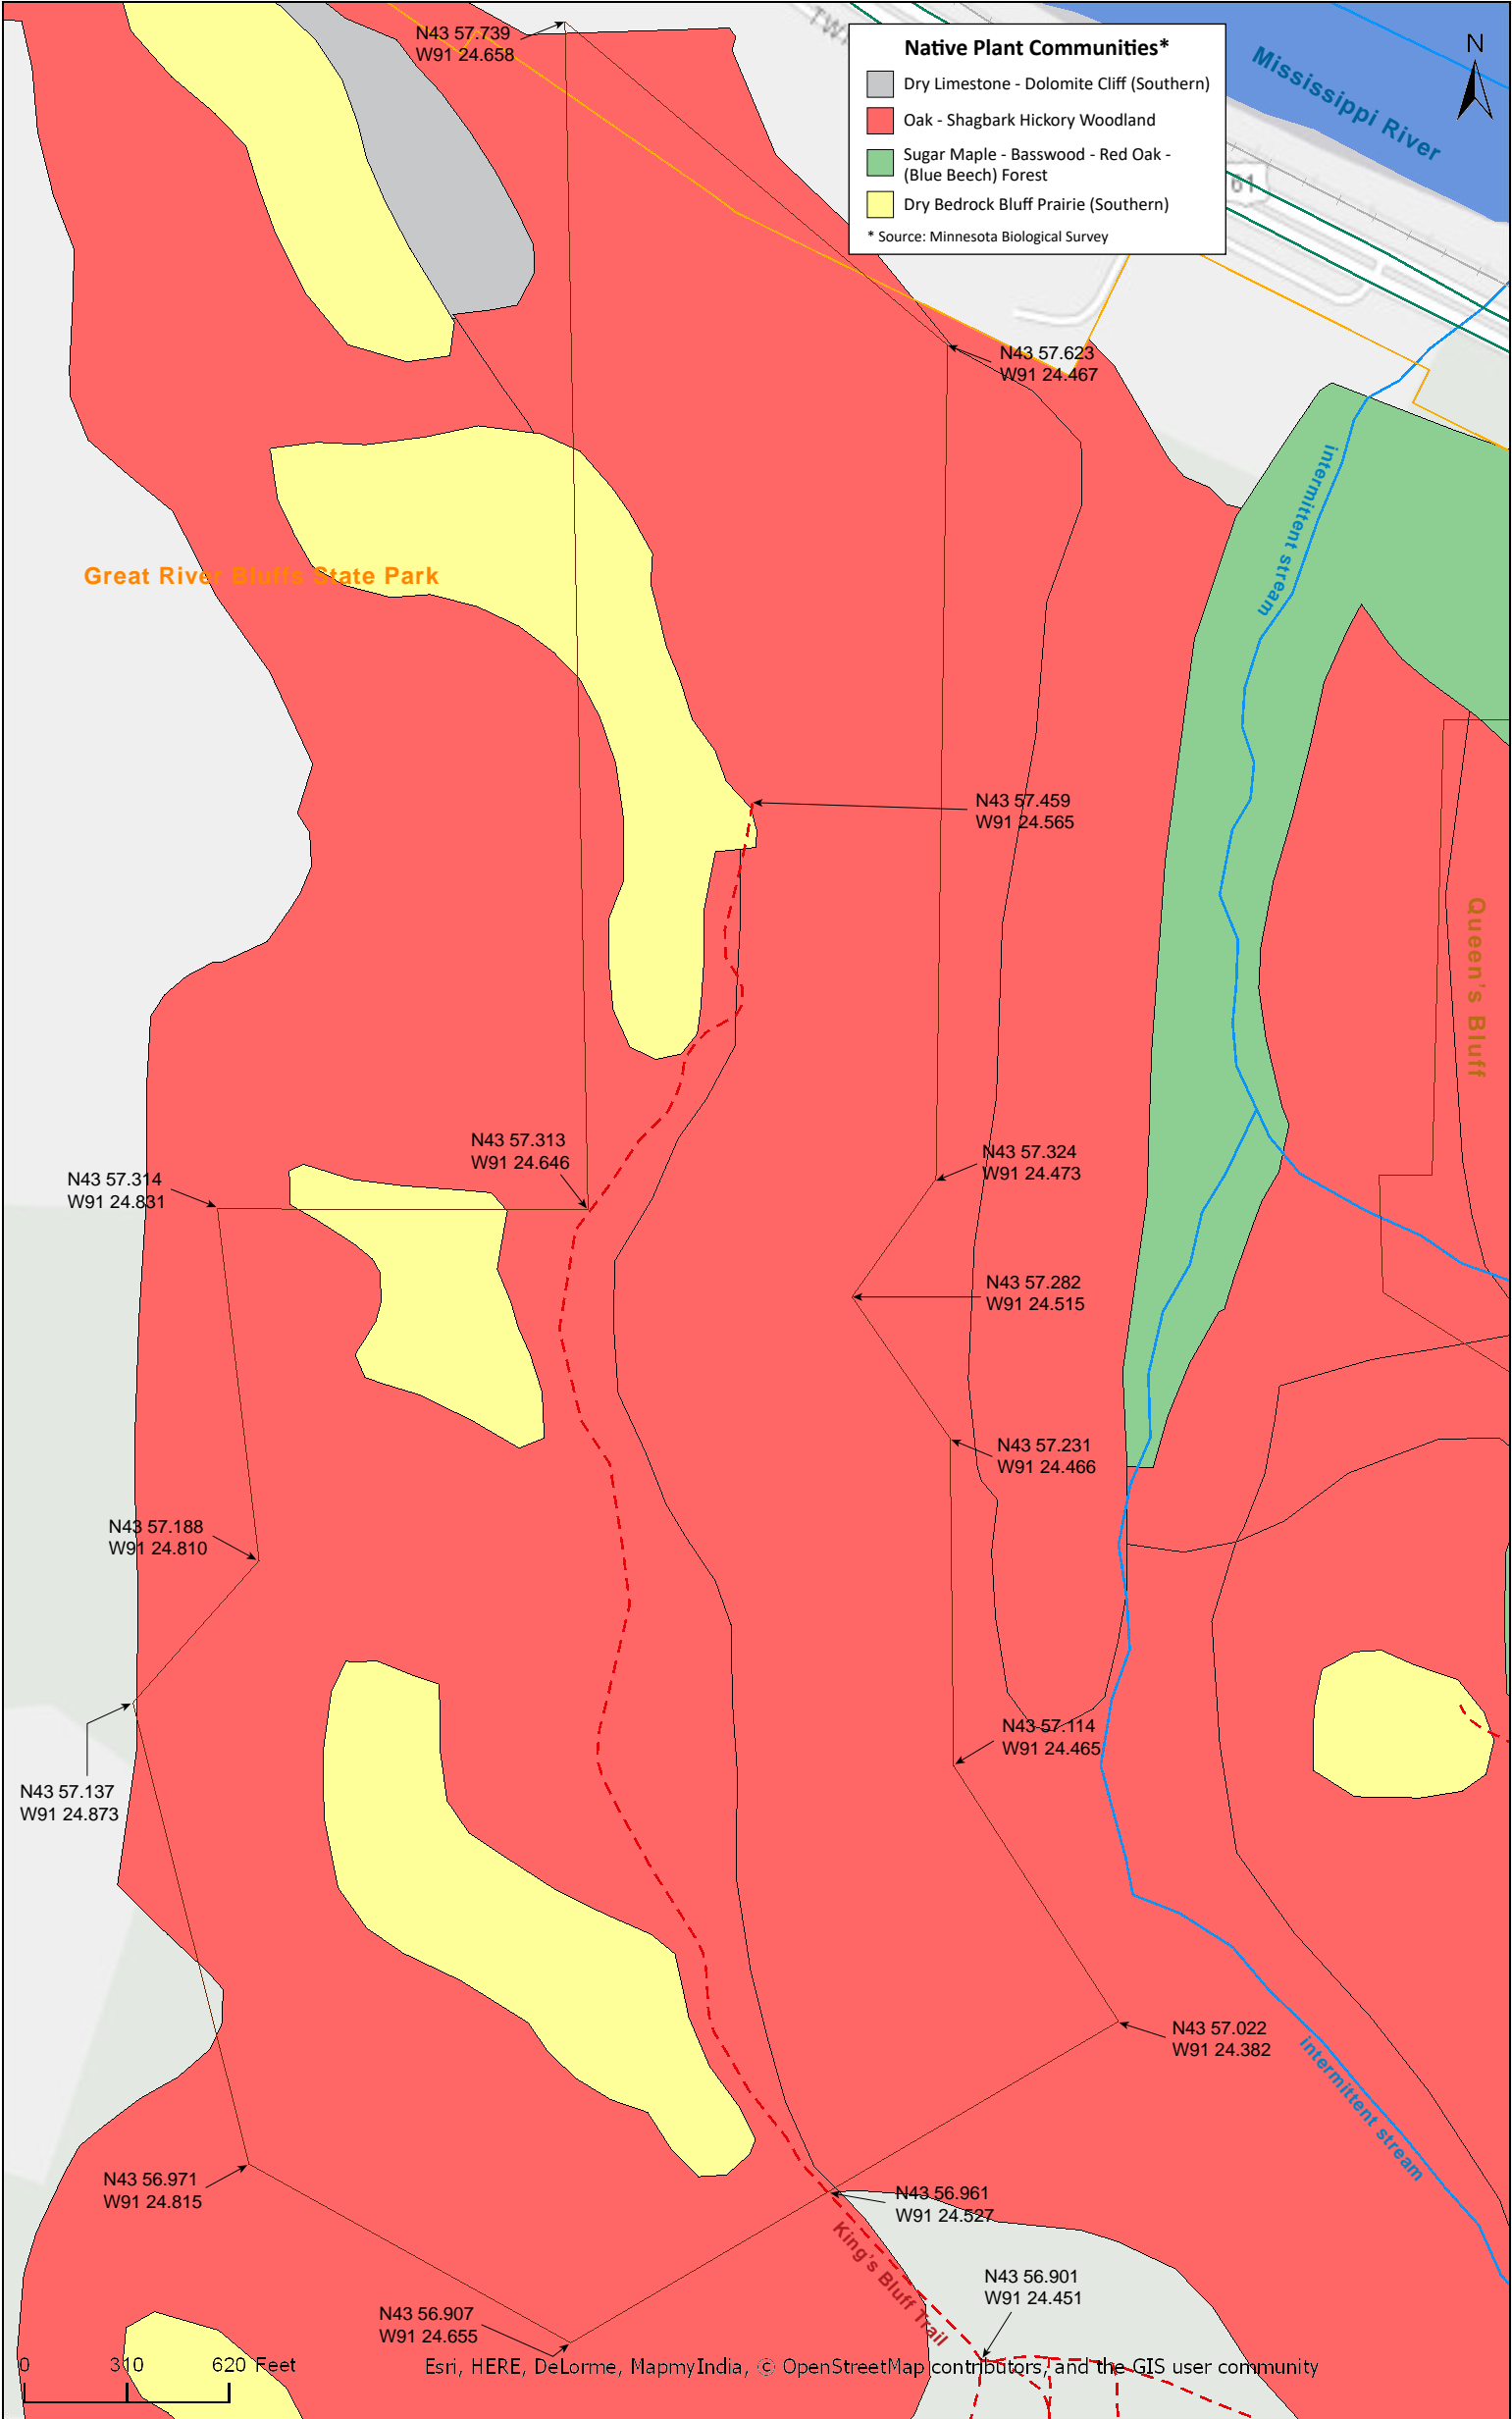 N43 57.739
W91 24.658
TW
Native Plant Communities*
Dry Limestone - Dolomite Cliff (Southern)
Oak - Shagbark Hickory Woodland
Sugar Maple - Basswood - Red Oak -
(Blue Beech) Forest
Dry Bedrock Bluff Prairie (Southern)
* Source: Minnesota Biological Survey
Mississippi River
N
61
N43 57.623
W91 24.467
intermittent stream
Great River Bluffs State Park
N43 57.459
W91 24.565
Queen's Bluff
N43 57.313
W91 24.646
N43 57.314
W91 24.831
N43 57.324
W91 24.473
N43 57.282
W91 24.515
N43 57.231
W91 24.466
N43 57.188
W91 24.810
N43 57.114
W91 24.465
N43 57.137
W91 24.873
N43 57.022
W91 24.382
intermittent stream
N43 56.971
W91 24.815
N43 56.961
W91 24.527
King's Bluff Trail
N43 56.901
W91 24.451
N43 56.907
W91 24.655
0 310 620 Feet
Esri, HERE, DeLorme, MapmyIndia, © OpenStreetMap contributors, and the GIS user community